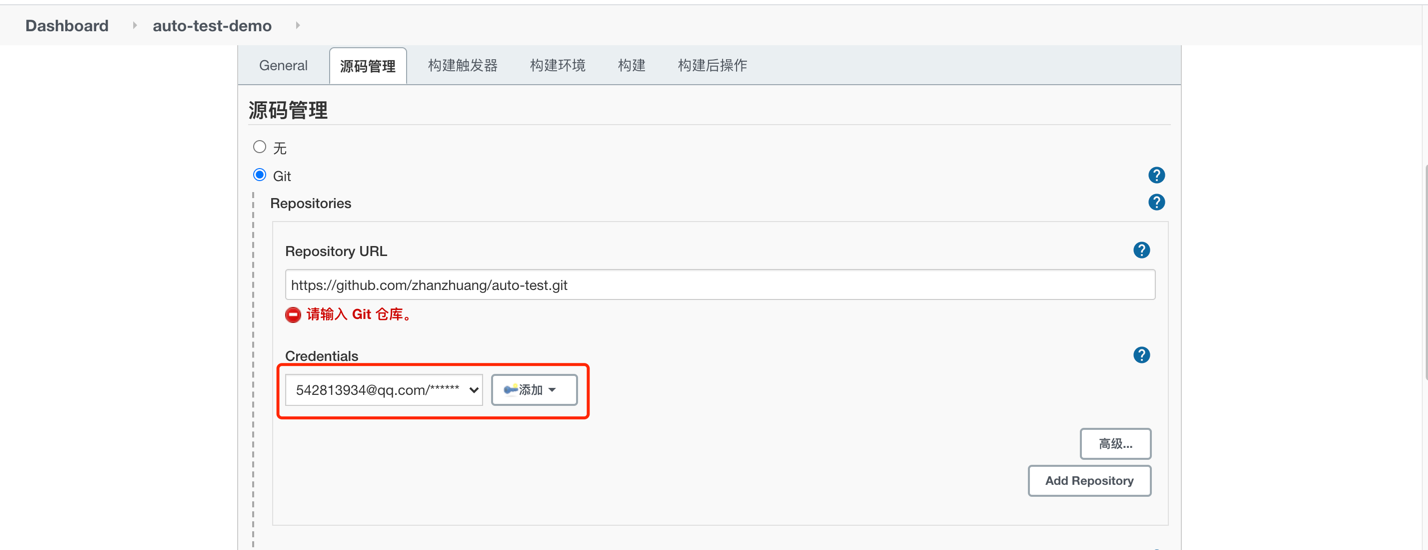 Dashboard auto-test-demo
General 源码管理 构建触发器 构建环境 构建 构建后操作
源码管理
无
Git
?
Repositories
?
Repository URL
?
https://github.com/zhanzhuang/auto-test.git
请输入 Git 仓库。
Credentials
?
542813934@qq.com/****** 添加
高级...
Add Repository